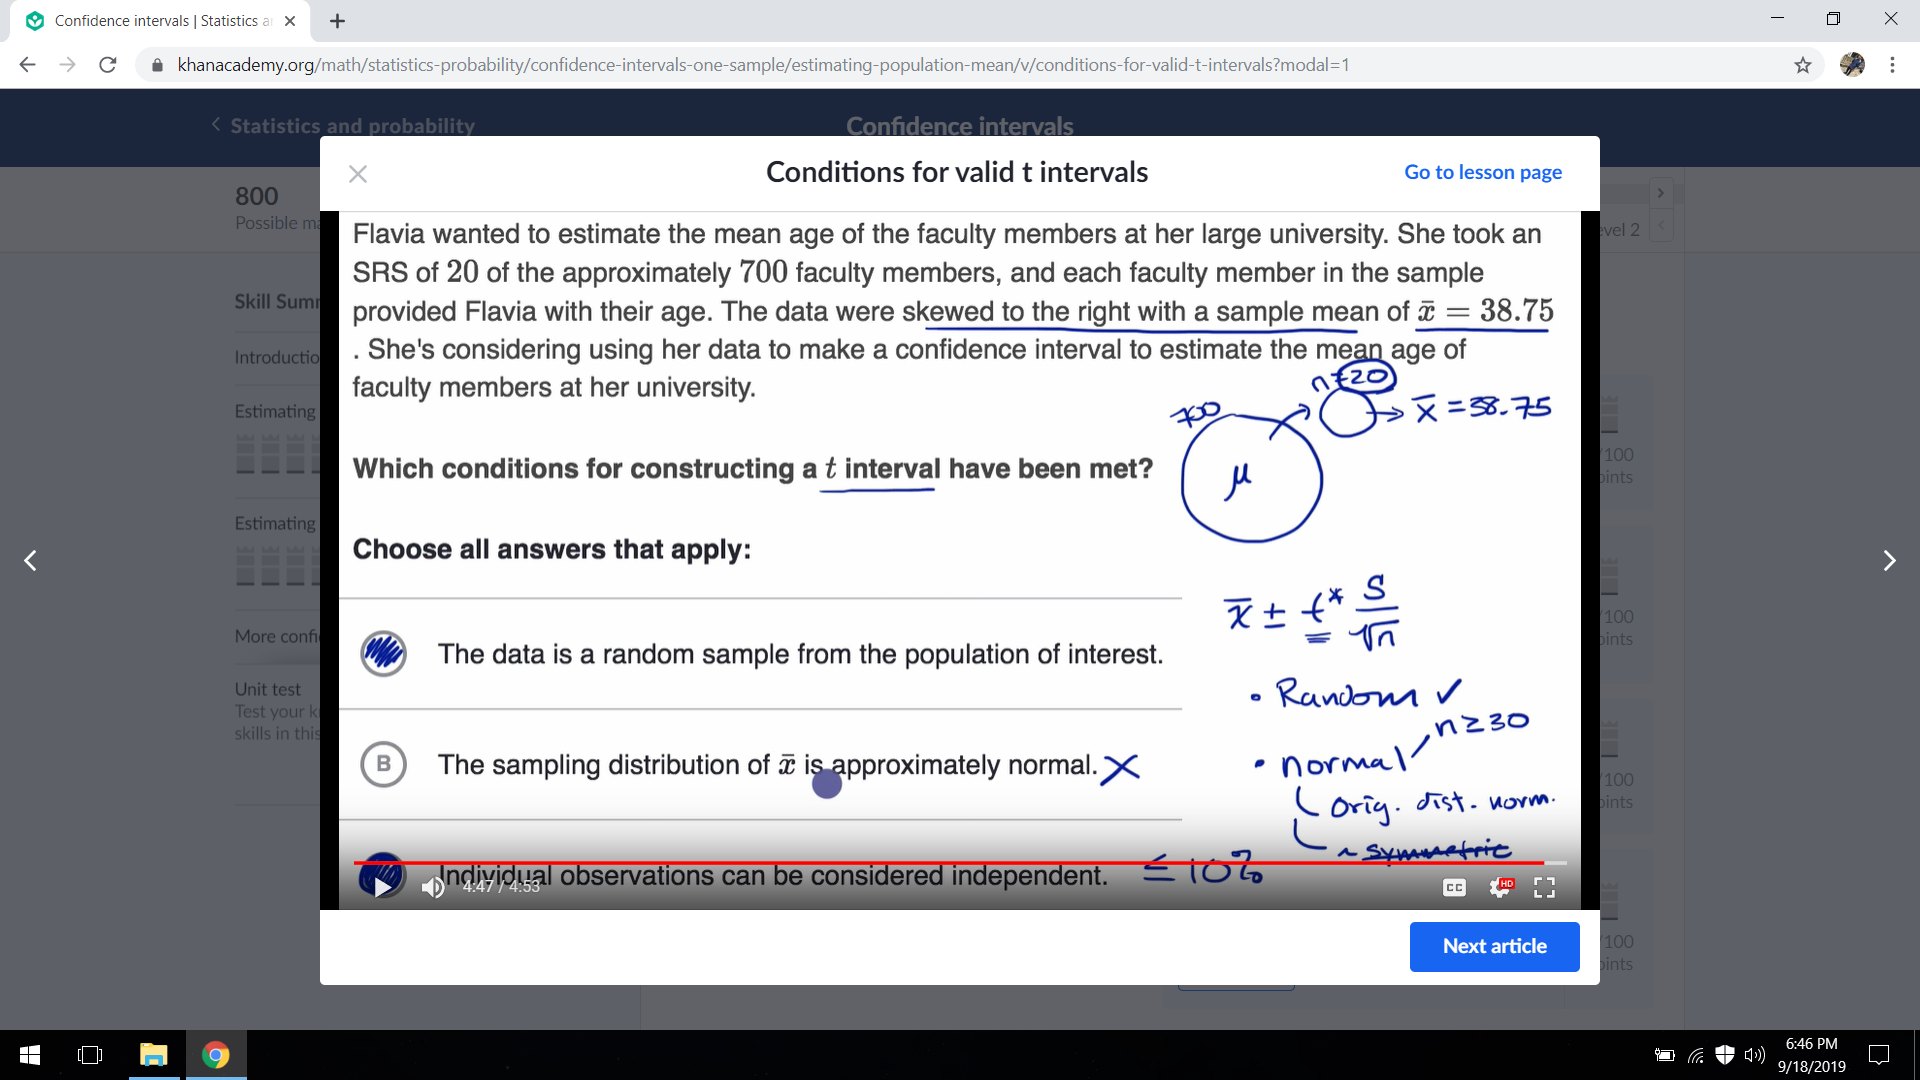 Confidence intervals | Statistics a
khanacademy.org/math/statistics-probability/confidence-intervals-one-sample/estimating-population-mean/v/conditions-for-valid-t-intervals?modal=1
Statistics and probability
Confidence intervals
Conditions for valid t intervals
Go to lesson page
800
Possible ma
evel 2
Flavia wanted to estimate the mean age of the faculty members at her large university. She took an
SRS of 20 of the approximately 700 faculty members, and each faculty member in the sample
provided Flavia with their age. The data were skewed to the right with a sample mean of x̄ = 38.75
. She's considering using her data to make a confidence interval to estimate the mean age of
faculty members at her university.
n=20
700
x̄ = 38.75
μ
Which conditions for constructing a t interval have been met?
Choose all answers that apply:
x̄ ± t* s/√n
The data is a random sample from the population of interest.
• Random ✓
n ≥ 30
B The sampling distribution of x̄ is approximately normal. X
• normal
orig. dist. norm.
~ symmetric
Individual observations can be considered independent. ≤ 10%
4:47 / 4:53
CC
HD
Next article
Skill Summ
Introductio
Estimating
Estimating
More confi
Unit test
Test your k
skills in this
/100
oints
/100
oints
/100
oints
/100
oints
6:46 PM
9/18/2019